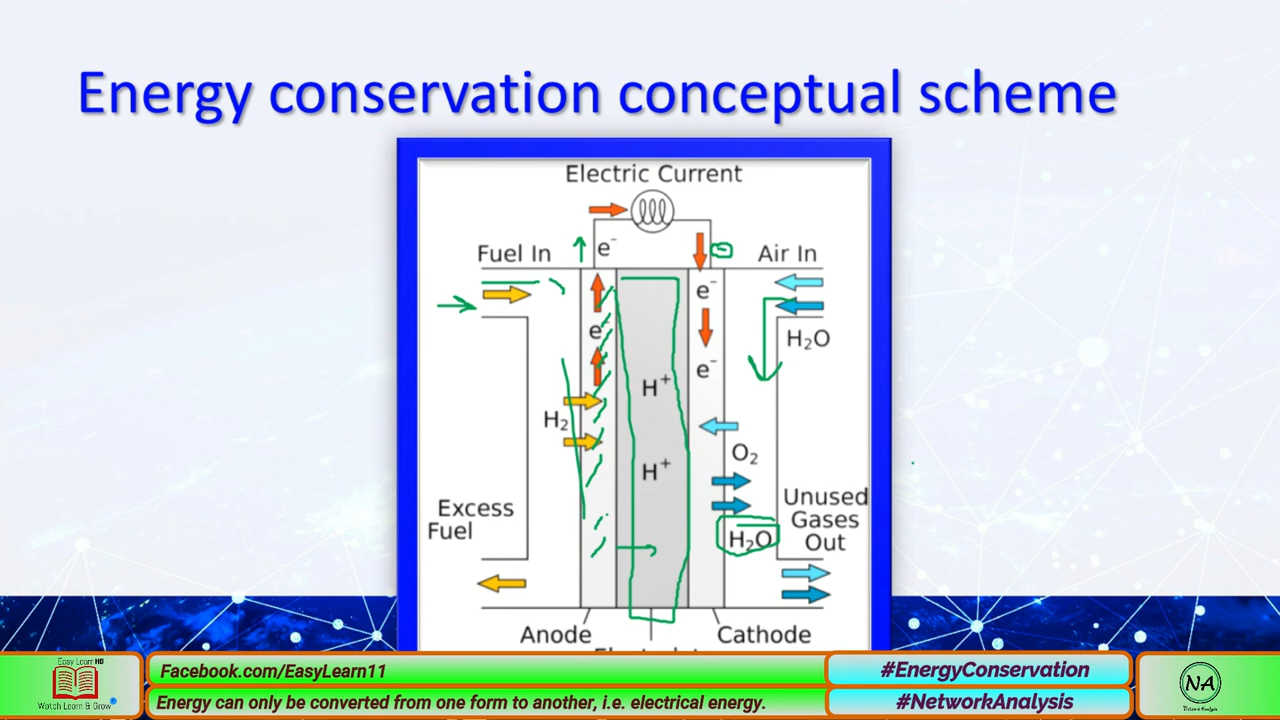 Energy conservation conceptual scheme
Electric Current
Fuel In
e⁻
Air In
e⁻
e
H₂O
e⁻
H⁺
H₂
O₂
H⁺
Excess
Fuel
Unused
Gases
Out
H₂O
Anode
Cathode
Easy Learn HD
Watch Learn & Grow
Facebook.com/EasyLearn11
Energy can only be converted from one form to another, i.e. electrical energy.
#EnergyConservation
#NetworkAnalysis
NA
Network Analysis